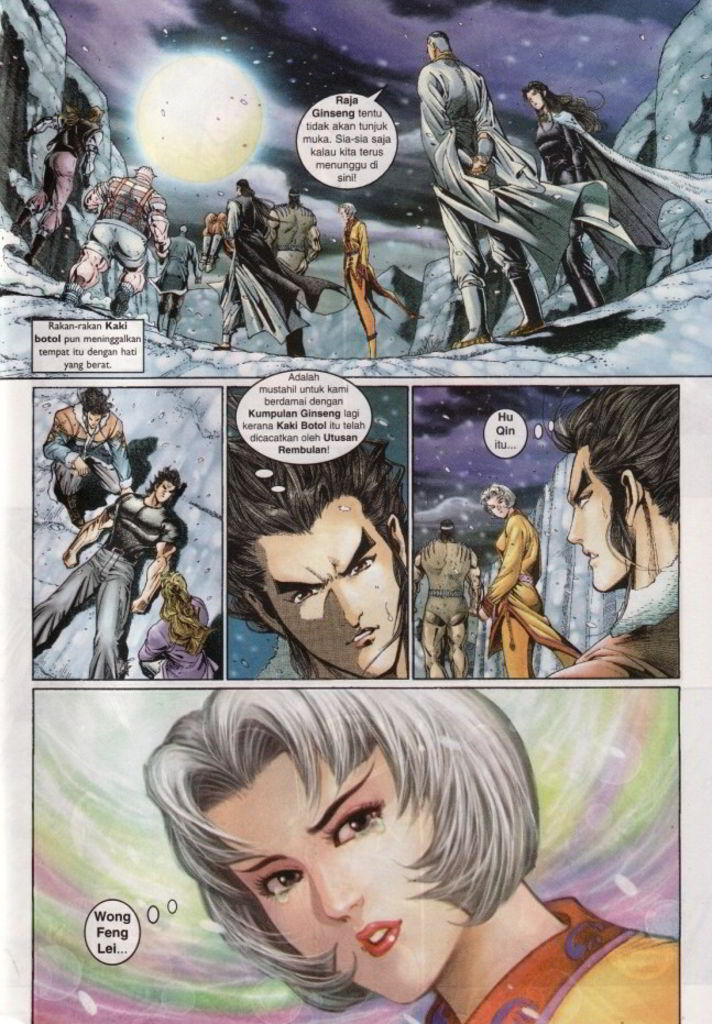 Raja
Ginseng tentu
tidak akan tunjuk
muka. Sia-sia saja
kalau kita terus
menunggu di
sini!
Rakan-rakan Kaki
botol pun meninggalkan
tempat itu dengan hati
yang berat.
Adalah
mustahil untuk kami
berdamai dengan
Kumpulan Ginseng lagi
kerana Kaki Botol itu telah
dicacatkan oleh Utusan
Rembulan!
Hu
Qin
itu...
Wong
Feng
Lei...